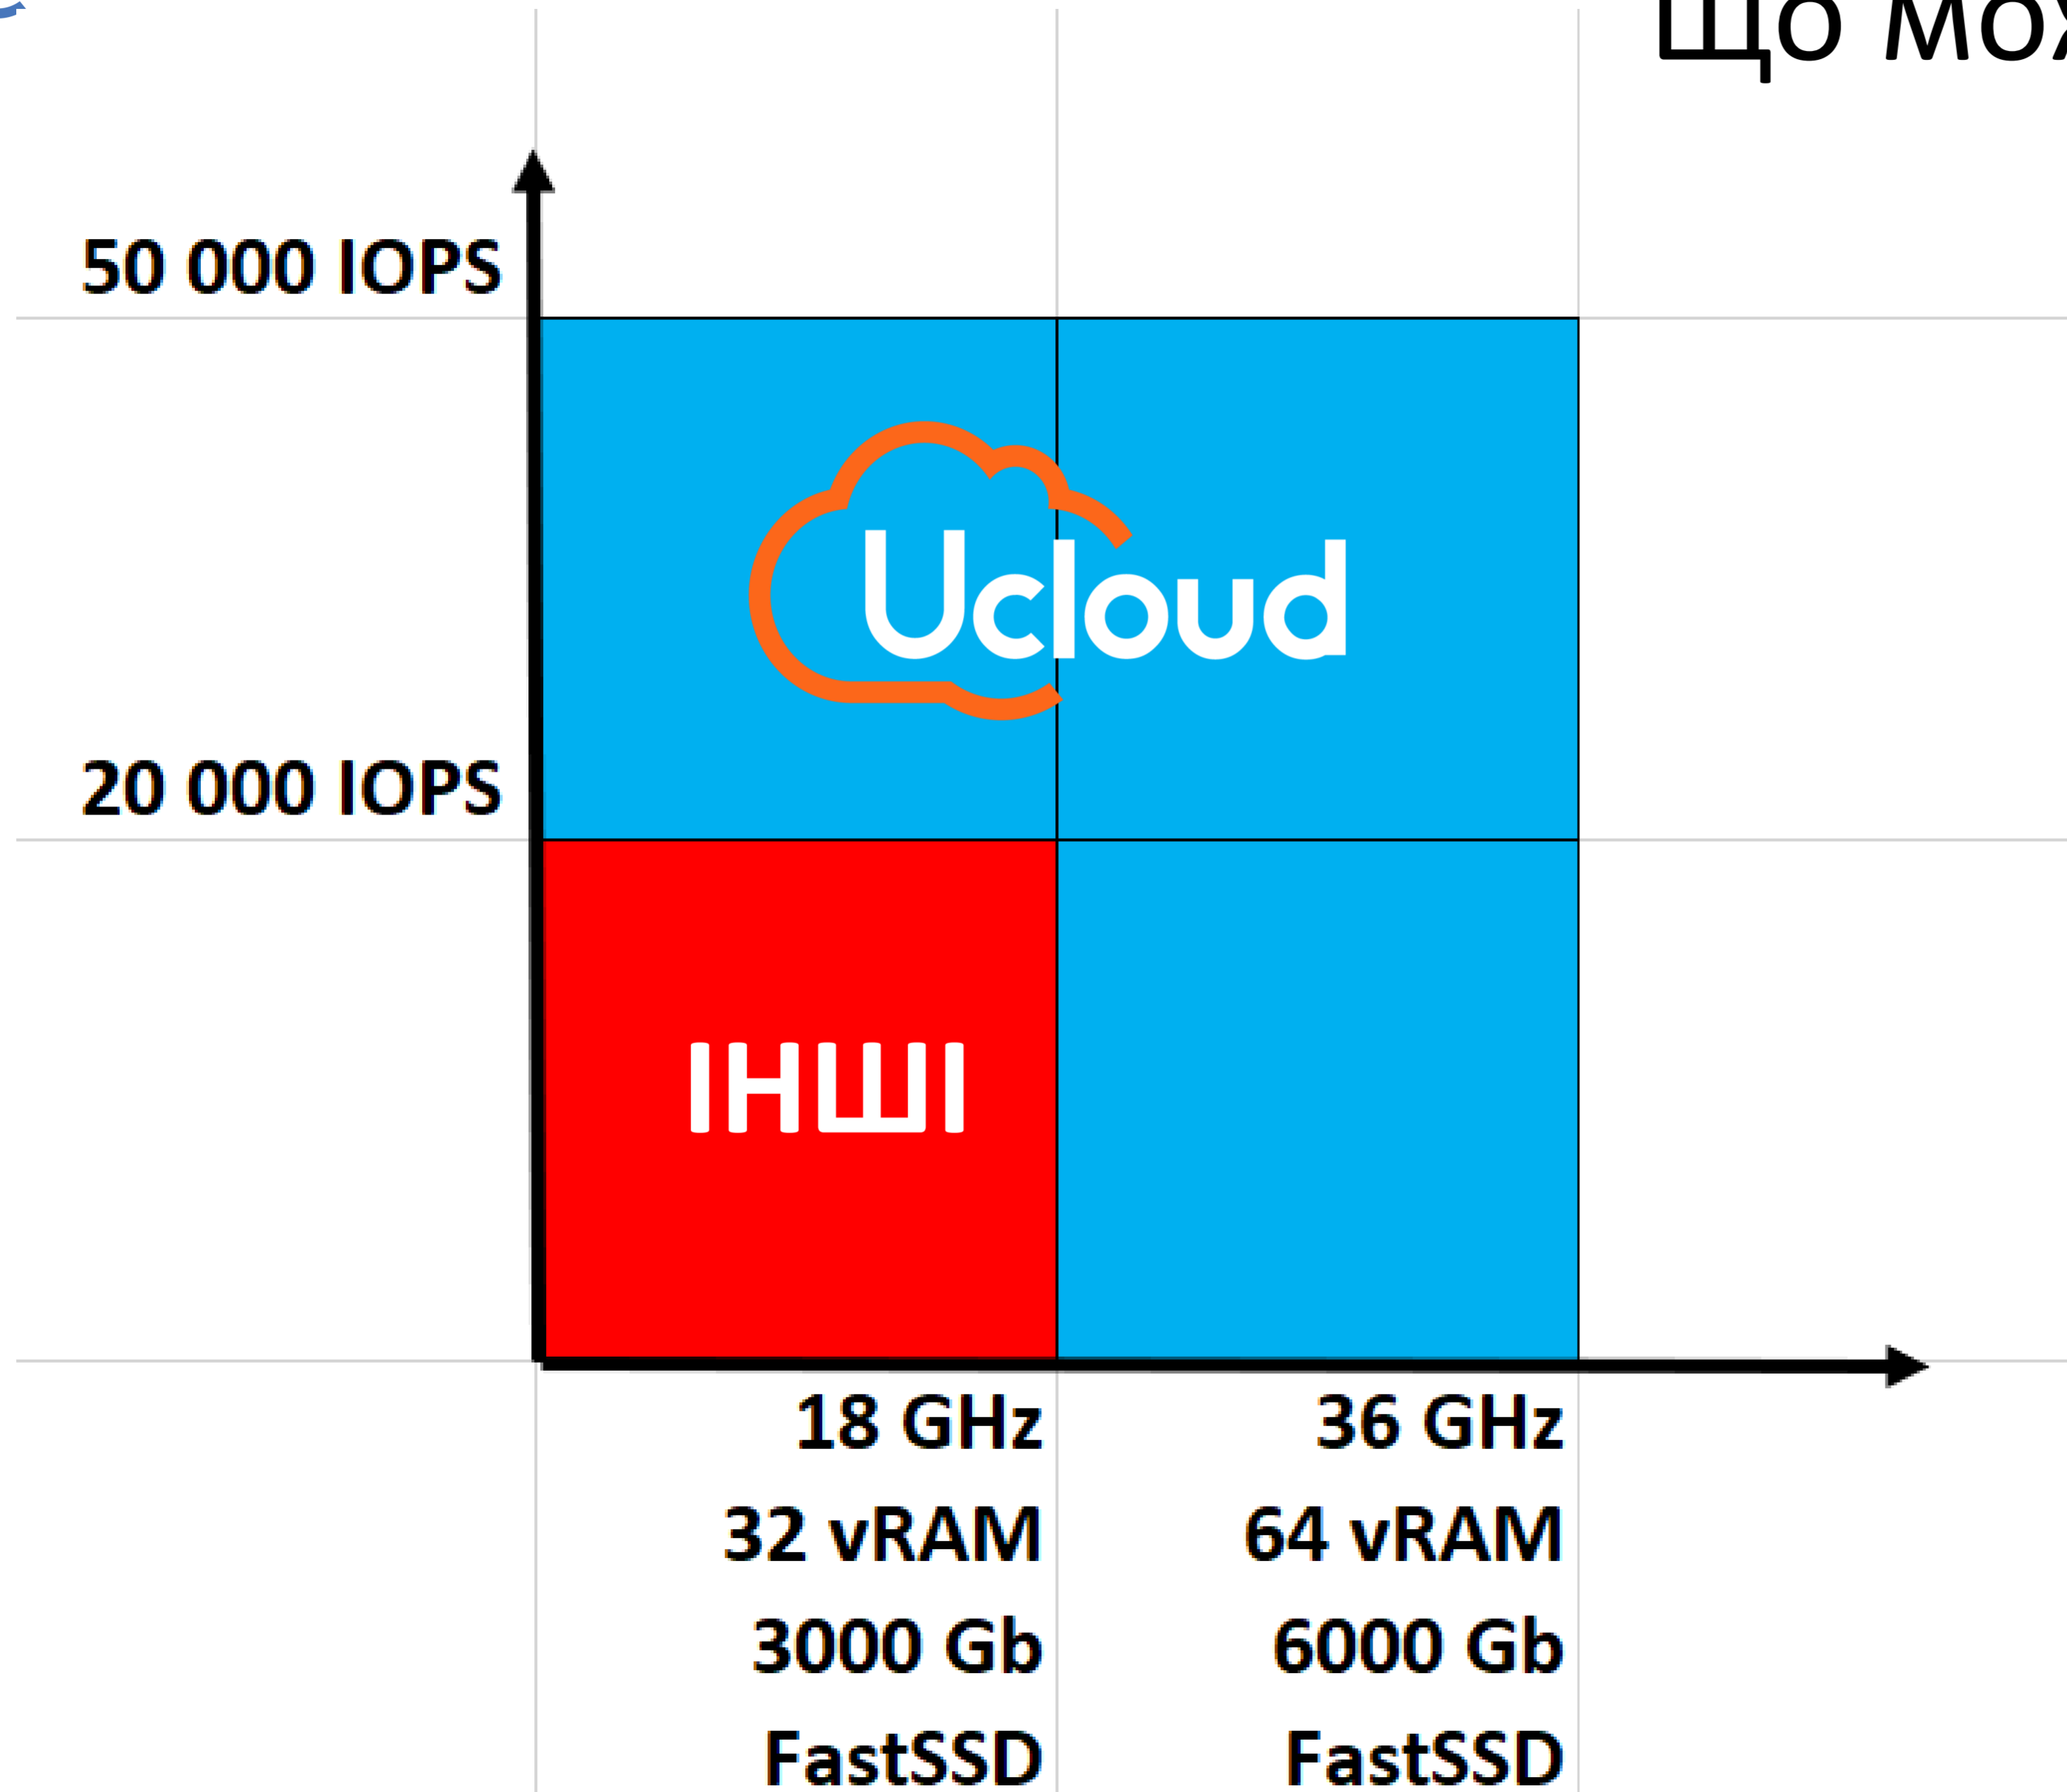 що
50 000 IOPS
Ucloud
20 000 IOPS
ІНШІ
18 GHz 36 GHz
32 vRAM 64 vRAM
3000 Gb 6000 Gb
FastSSD FastSSD